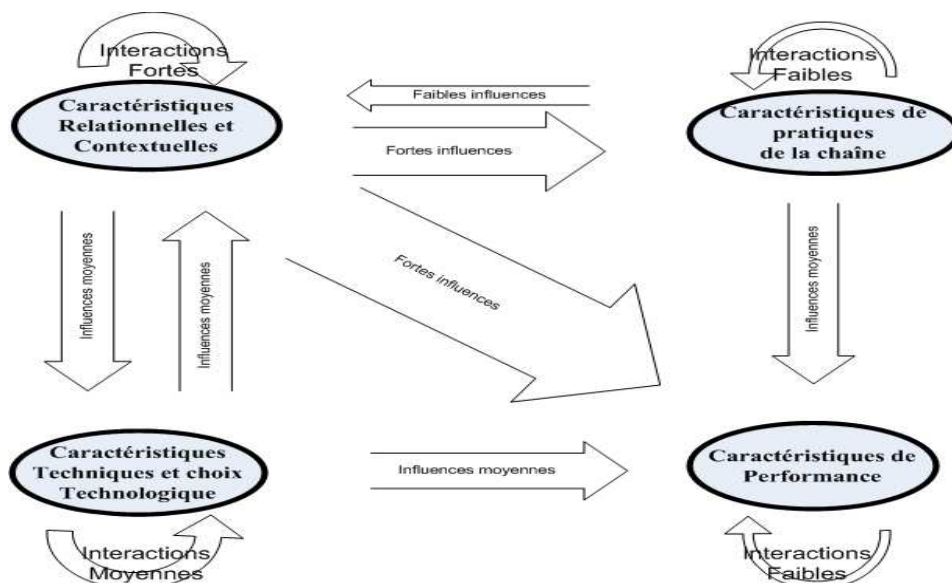 Interactions
Fortes
Caractéristiques
Relationnelles et
Contextuelles
Interactions
Faibles
Caractéristiques de
pratiques
de la chaîne
Faibles influences
Fortes influences
Influences moyennes
Influences moyennes
Fortes influences
Influences moyennes
Caractéristiques
Techniques et choix
Technologique
Influences moyennes
Caractéristiques de
Performance
Interactions
Moyennes
Interactions
Faibles